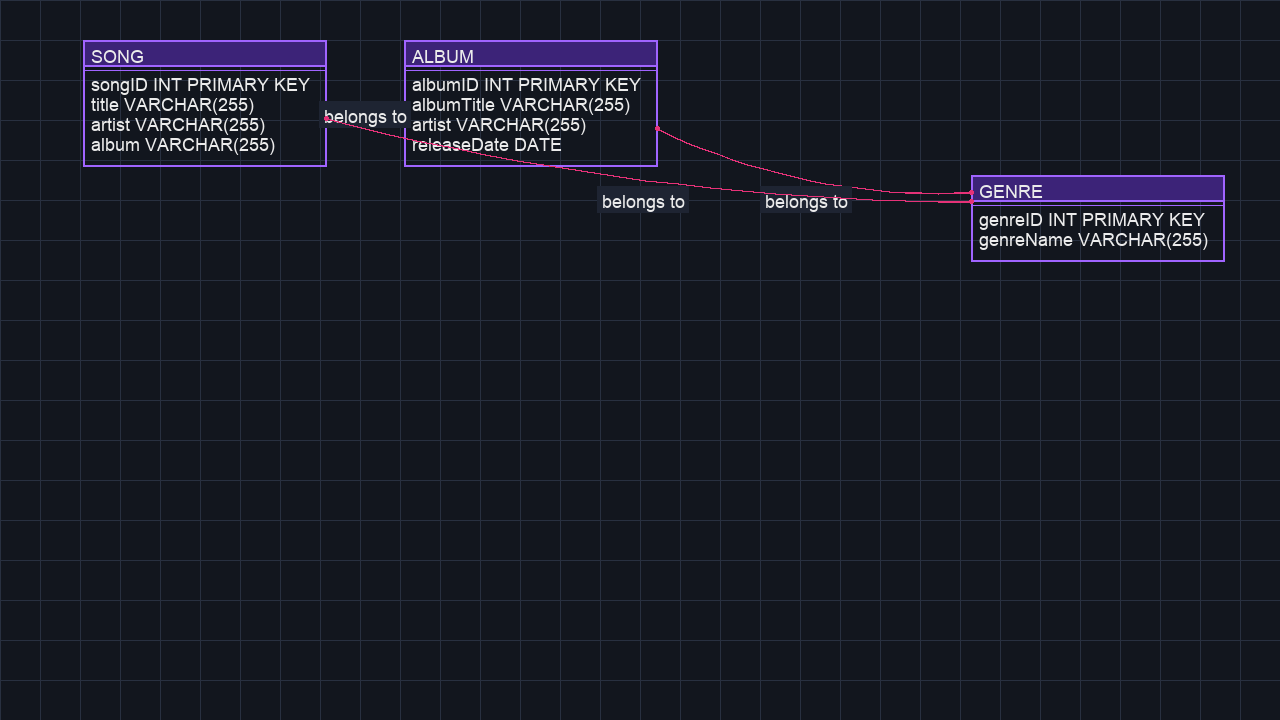 SONG
songID INT PRIMARY KEY
title VARCHAR(255)
artist VARCHAR(255)
album VARCHAR(255)
belongs to
ALBUM
albumID INT PRIMARY KEY
albumTitle VARCHAR(255)
artist VARCHAR(255)
releaseDate DATE
belongs to
belongs to
GENRE
genreID INT PRIMARY KEY
genreName VARCHAR(255)